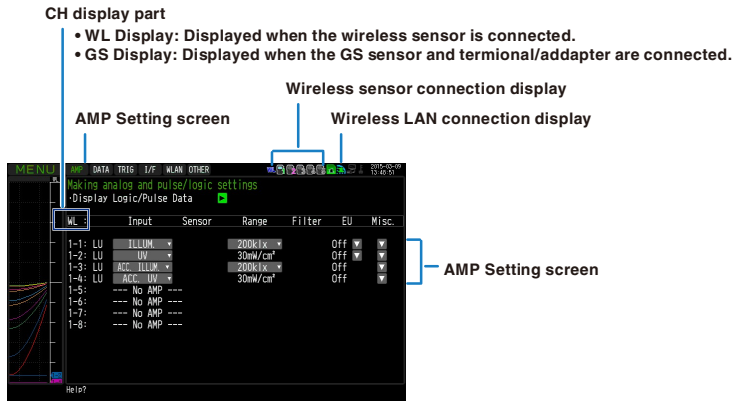 CH display part
• WL Display: Displayed when the wireless sensor is connected.
• GS Display: Displayed when the GS sensor and termional/addapter are connected.
Wireless sensor connection display
AMP Setting screen
Wireless LAN connection display
MENU AMP DATA TRIG I/F WLAN OTHER 2015-03-09
13:48:51
Making analog and pulse/logic settings
·Display Logic/Pulse Data
WL : Input Sensor Range Filter EU Misc.
1-1: LU ILLUM. 200klx Off
1-2: LU UV 30mW/cm² Off
1-3: LU ACC. ILLUM. 200klx Off
1-4: LU ACC. UV 30mW/cm² Off
1-5: --- No AMP ---
1-6: --- No AMP ---
1-7: --- No AMP ---
1-8: --- No AMP ---
AMP Setting screen
Help?